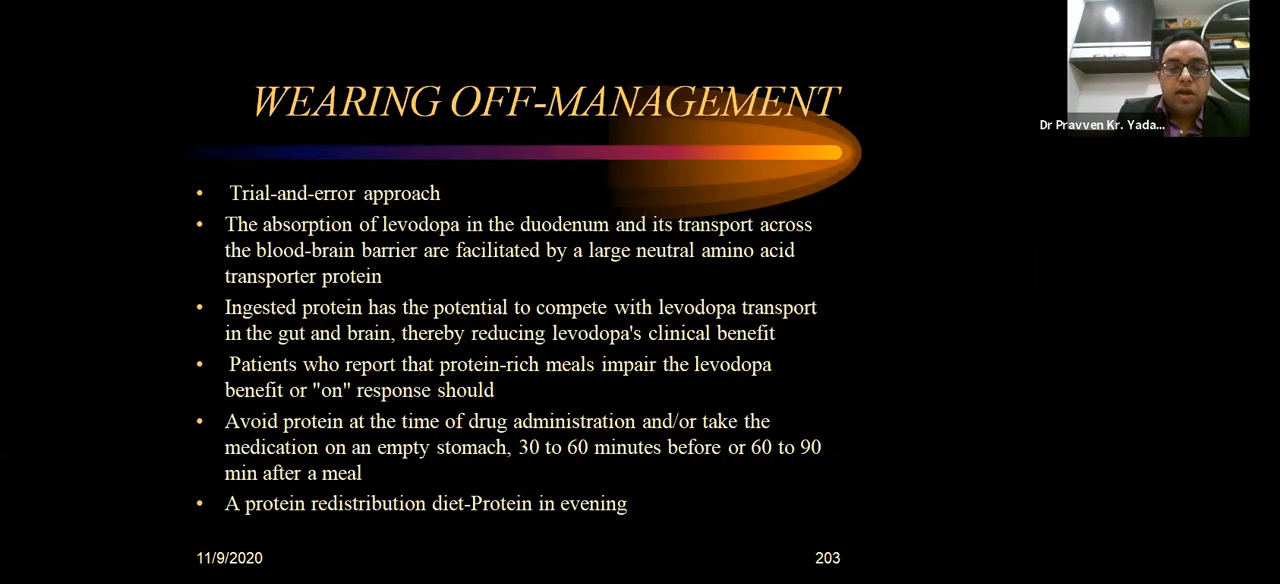 WEARING OFF-MANAGEMENT
Dr Pravven Kr. Yada...
• Trial-and-error approach
• The absorption of levodopa in the duodenum and its transport across
the blood-brain barrier are facilitated by a large neutral amino acid
transporter protein
• Ingested protein has the potential to compete with levodopa transport
in the gut and brain, thereby reducing levodopa's clinical benefit
• Patients who report that protein-rich meals impair the levodopa
benefit or "on" response should
• Avoid protein at the time of drug administration and/or take the
medication on an empty stomach, 30 to 60 minutes before or 60 to 90
min after a meal
• A protein redistribution diet-Protein in evening
11/9/2020
203